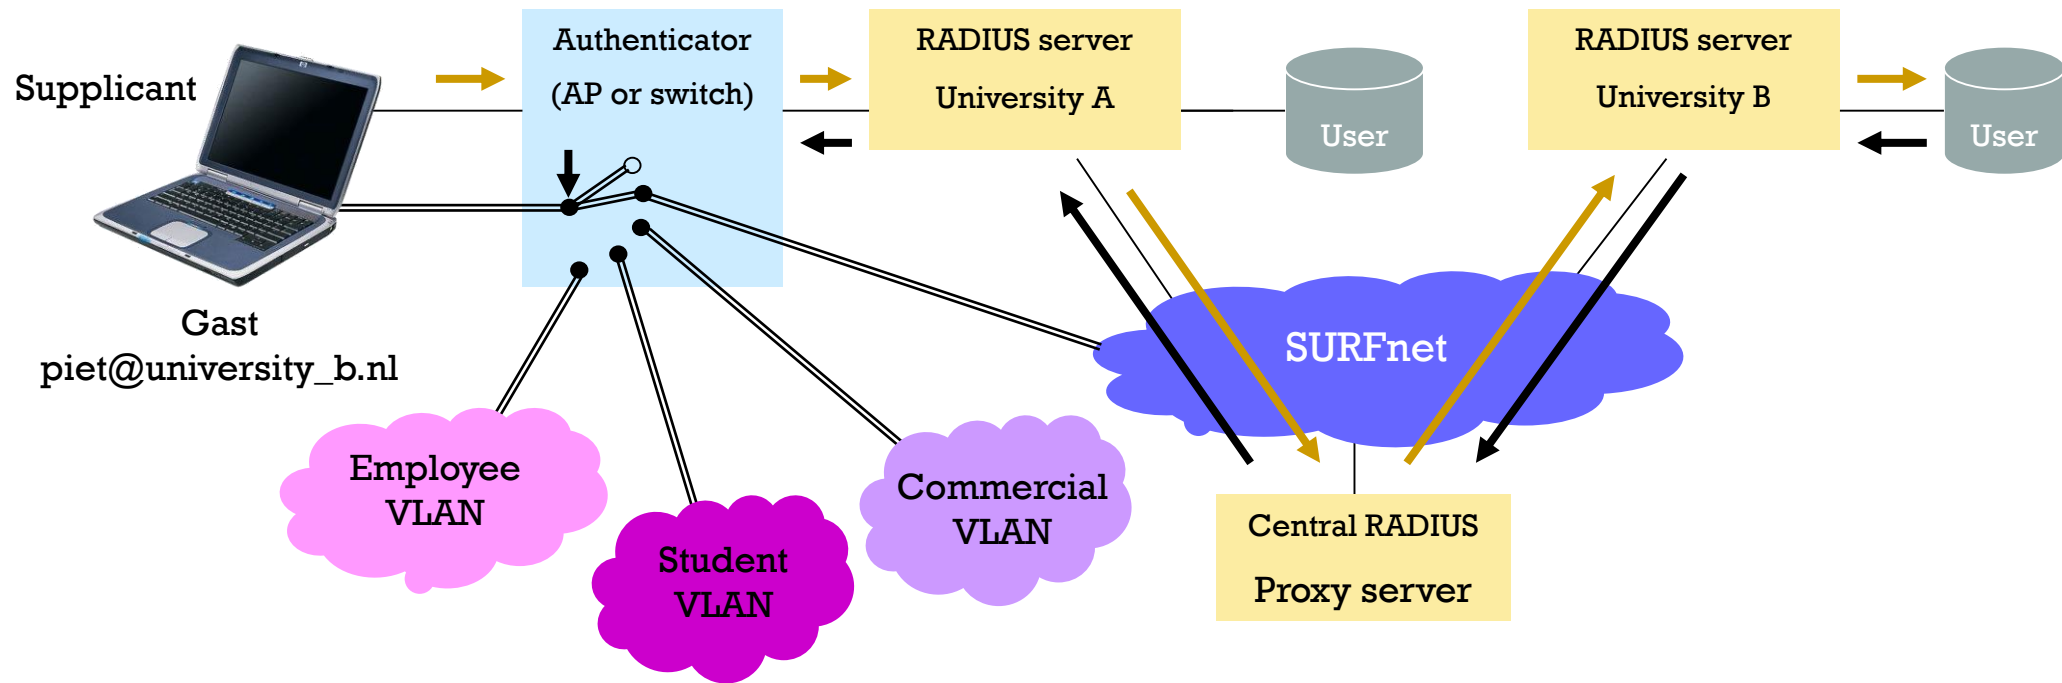 Supplicant
Authenticator
(AP or switch)
RADIUS server
University A
User
RADIUS server
University B
User
Gast
piet@university_b.nl
SURFnet
Employee
VLAN
Student
VLAN
Commercial
VLAN
Central RADIUS
Proxy server